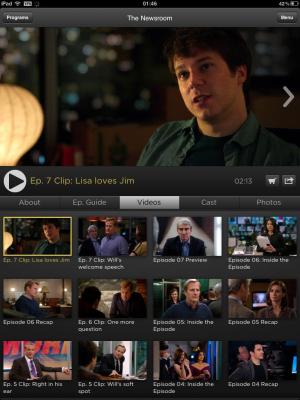 iPad
01:46
42%
Programs
The Newsroom
Menu
Ep. 7 Clip: Lisa loves Jim
02:13
About
Ep. Guide
Videos
Cast
Photos
Ep. 7 Clip: Lisa loves Jim
Ep. 7 Clip: Will's
welcome speech
Episode 07 Preview
Episode 06: Inside the
Episode
Episode 06 Recap
Ep. 6 Clip: One more
question
Episode 05: Inside the
Episode
Episode 05 Recap
Ep. 5 Clip: Right in his
ear
Ep. 5 Clip: Will's soft
spot
Episode 04: Inside the
Episode
Episode 04 Recap